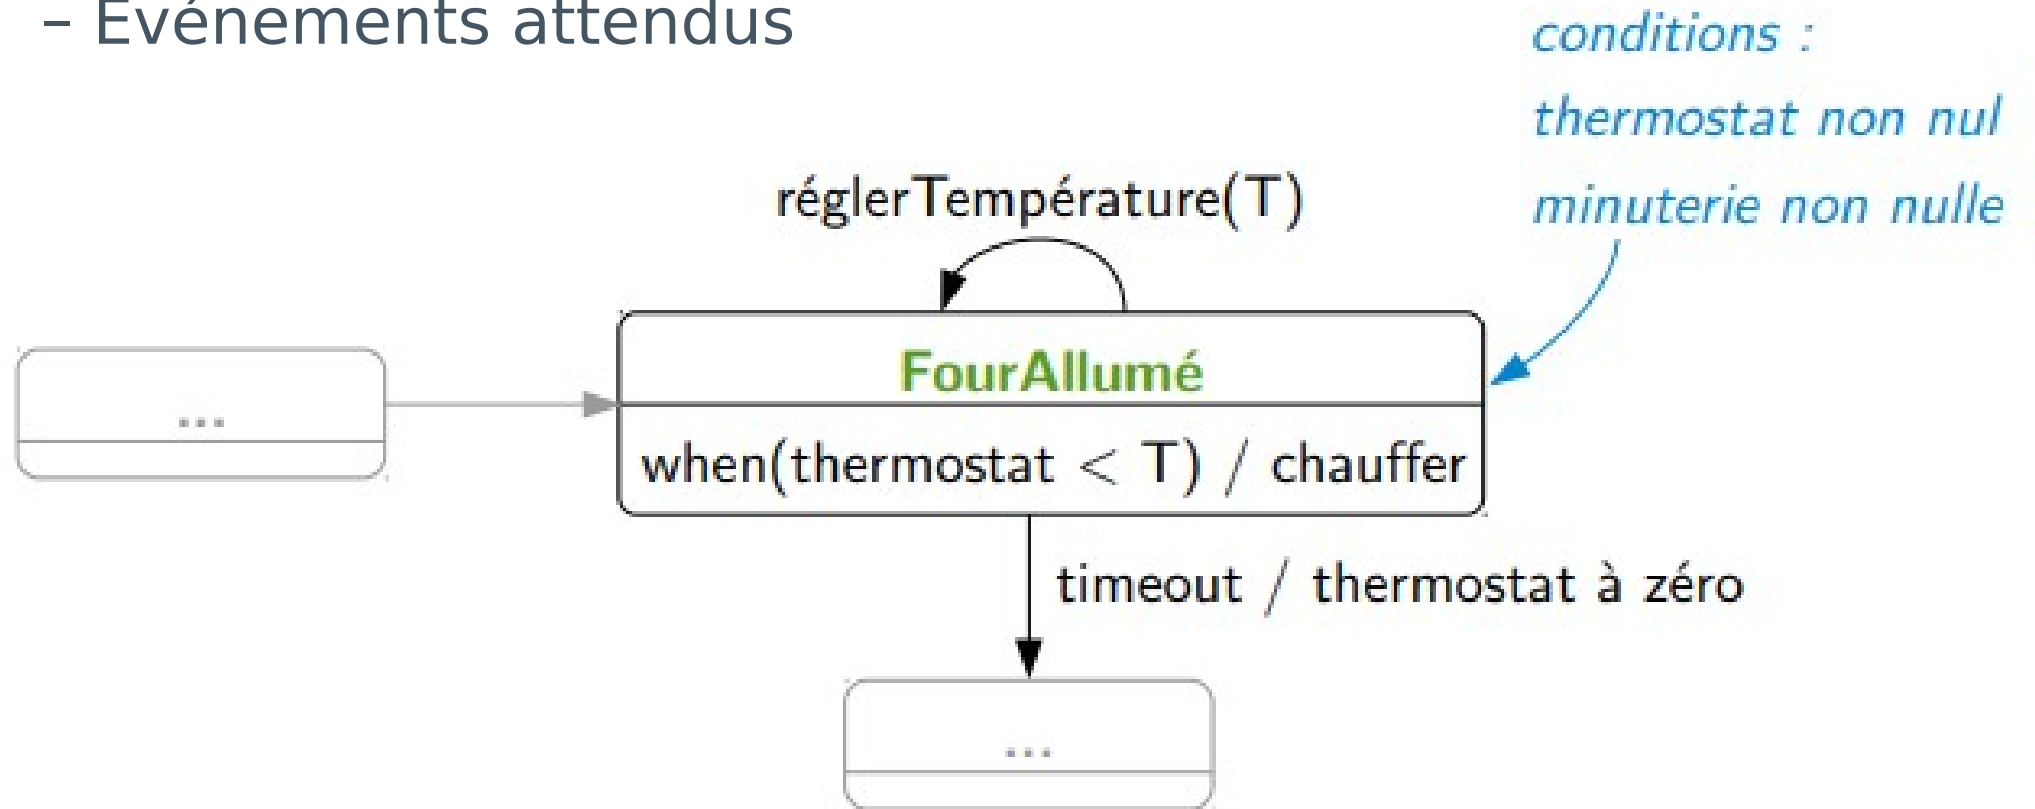 – Evénements attendus
conditions :
thermostat non nul
minuterie non nulle
réglerTempérature(T)
FourAllumé
...
when(thermostat < T) / chauffer
timeout / thermostat à zéro
...